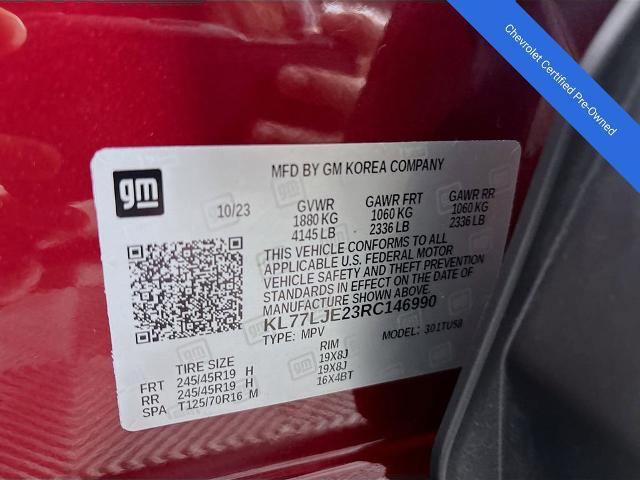 Chevrolet Certified Pre-Owned
gm
MFD BY GM KOREA COMPANY
10/23 GVWR GAWR FRT GAWR RR
1880 KG 1060 KG 1060 KG
4145 LB 2336 LB 2336 LB
THIS VEHICLE CONFORMS TO ALL
APPLICABLE U.S. FEDERAL MOTOR
VEHICLE SAFETY AND THEFT PREVENTION
STANDARDS IN EFFECT ON THE DATE OF
MANUFACTURE SHOWN ABOVE.
KL77LJE23RC146990
TYPE: MPV MODEL: 301TU58
TIRE SIZE RIM
FRT 245/45R19 H 19X8J
RR 245/45R19 H 19X8J
SPA T125/70R16 M 16X4BT